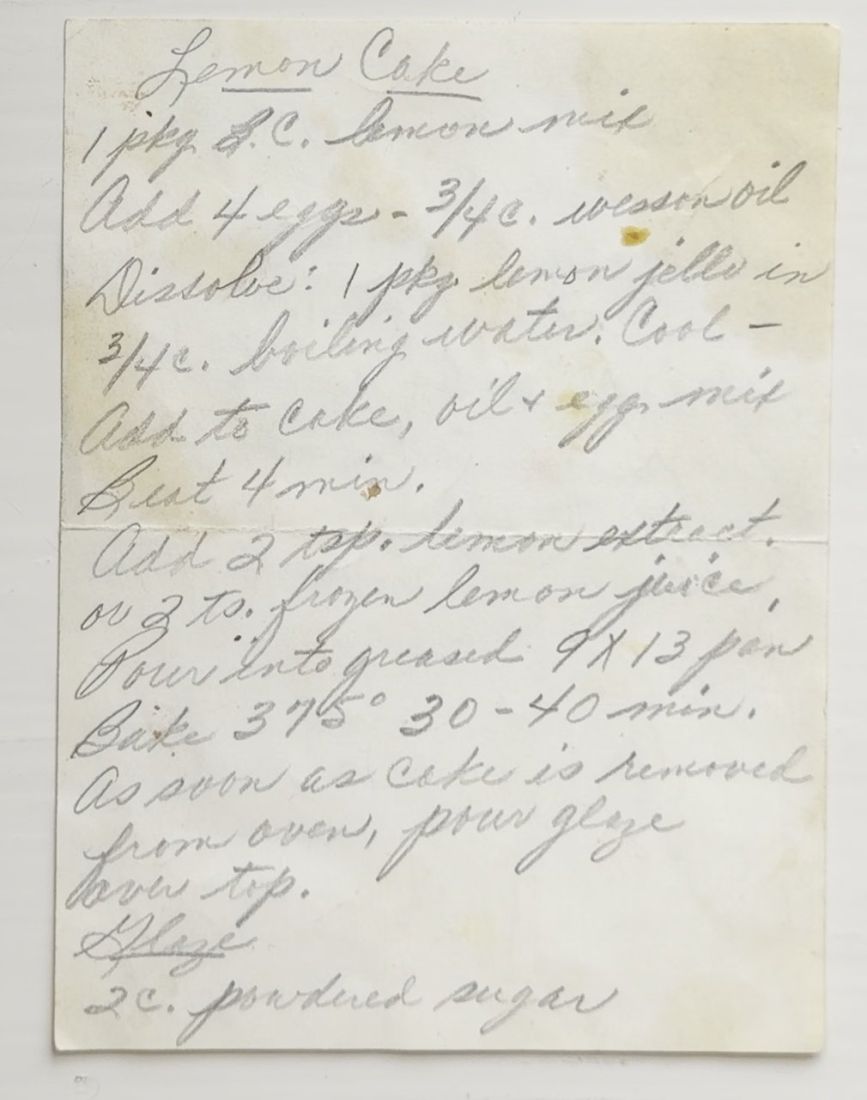 Lemon Cake
1 pkg B.C. lemon mix
Add 4 eggs - 3/4 c. wesson oil
Dissolve: 1 pkg lemon jello in
3/4 c. boiling water. Cool -
Add to cake, oil & egg mix
Beat 4 min.
Add 2 tsp. lemon extract.
or 2 ts. frozen lemon juice.
Pour into greased 9X13 pan
Bake 375° 30-40 min.
As soon as cake is removed
from oven, pour glaze
over top.
Glaze
2 c. powdered sugar